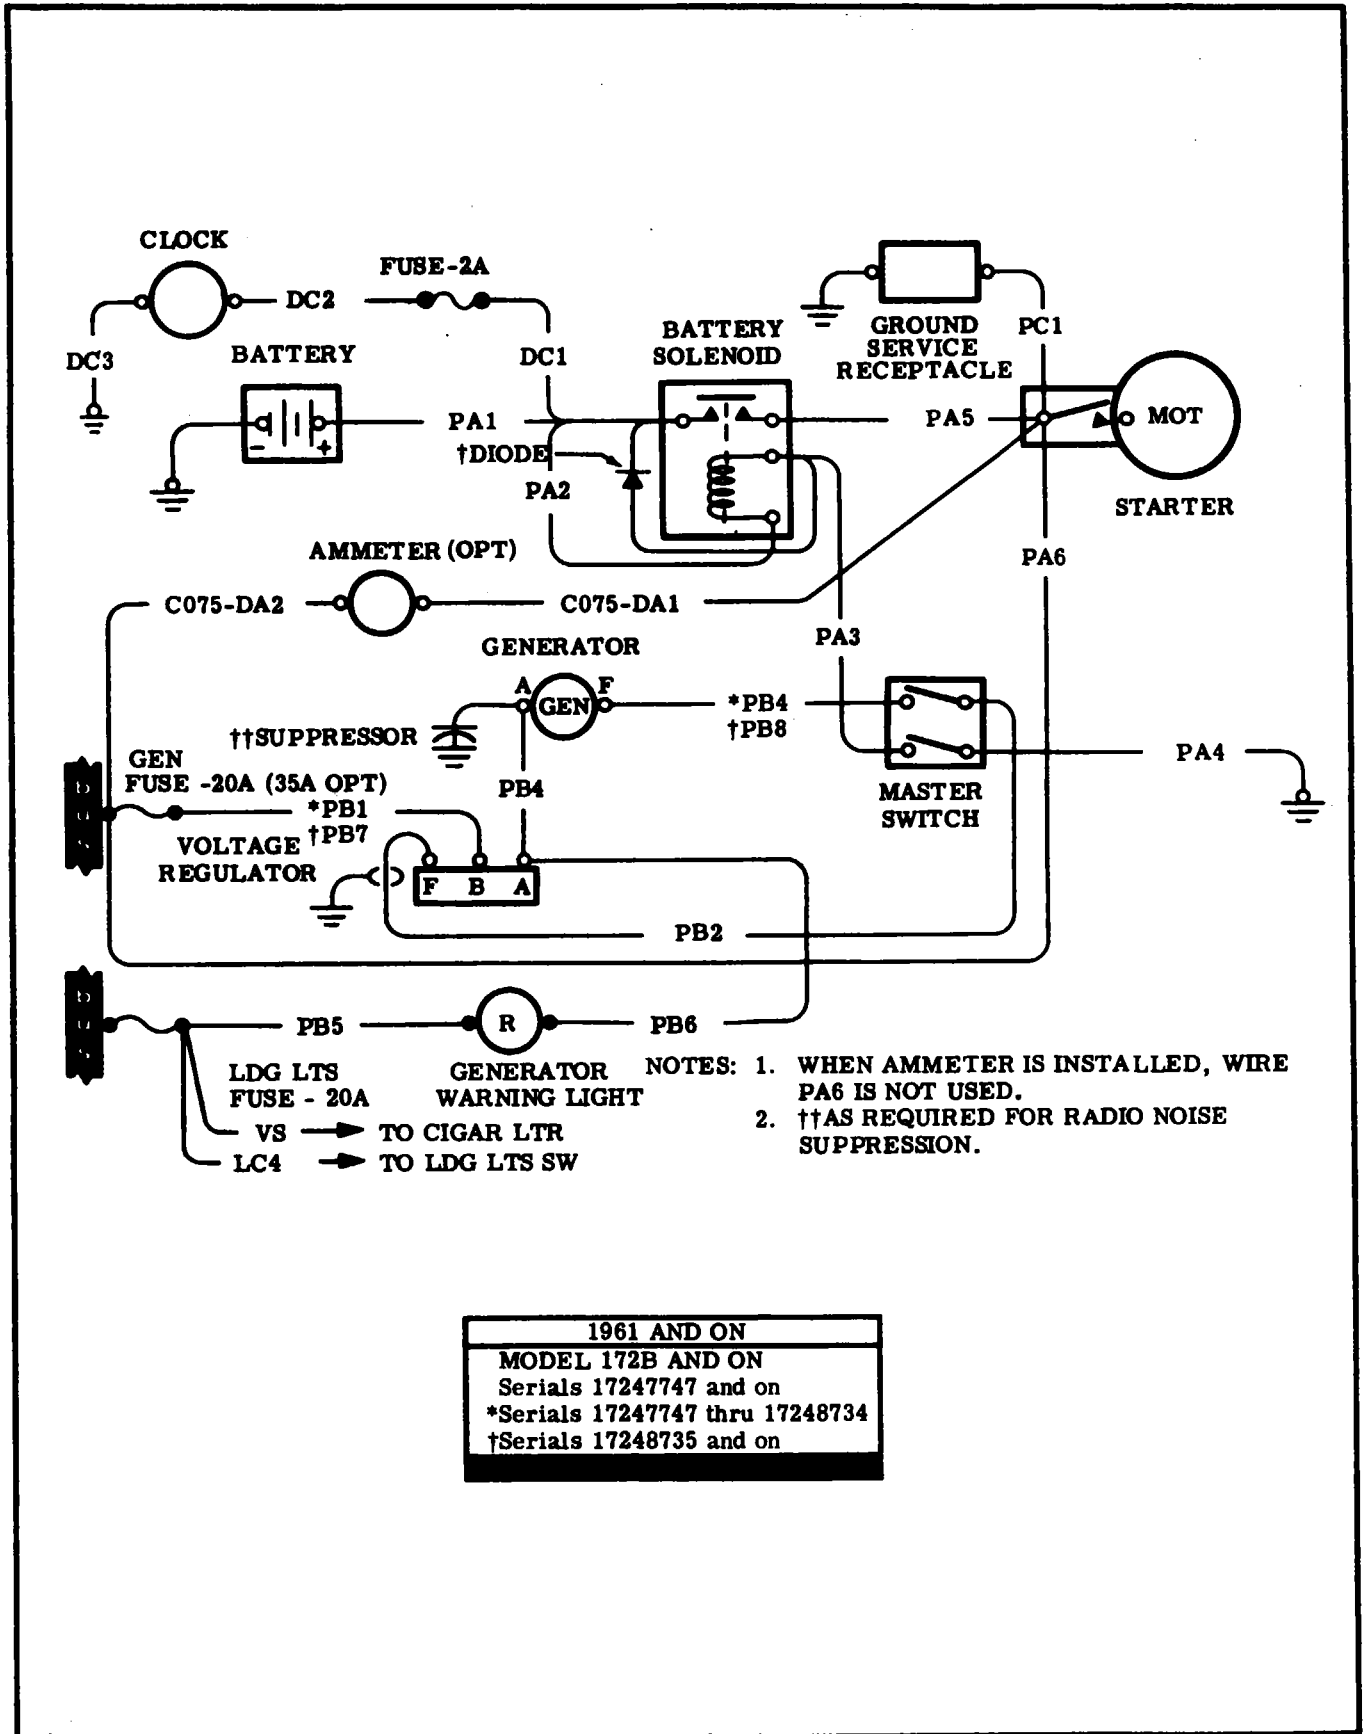 CLOCK
FUSE-2A
DC2
DC3
DC1
BATTERY
- +
PA1
†DIODE
PA2
BATTERY
SOLENOID
GROUND
SERVICE
RECEPTACLE
PC1
PA5
MOT
STARTER
PA6
AMMETER (OPT)
C075-DA2
C075-DA1
PA3
GENERATOR
A
GEN
F
*PB4
†PB8
††SUPPRESSOR
PB4
MASTER
SWITCH
PA4
GEN
FUSE -20A (35A OPT)
*PB1
†PB7
VOLTAGE
REGULATOR
F B A
PB2
PB5
R
PB6
LDG LTS
FUSE - 20A
GENERATOR
WARNING LIGHT
VS TO CIGAR LTR
LC4 TO LDG LTS SW
NOTES: 1. WHEN AMMETER IS INSTALLED, WIRE
PA6 IS NOT USED.
2. ††AS REQUIRED FOR RADIO NOISE
SUPPRESSION.
1961 AND ON
MODEL 172B AND ON
Serials 17247747 and on
*Serials 17247747 thru 17248734
†Serials 17248735 and on